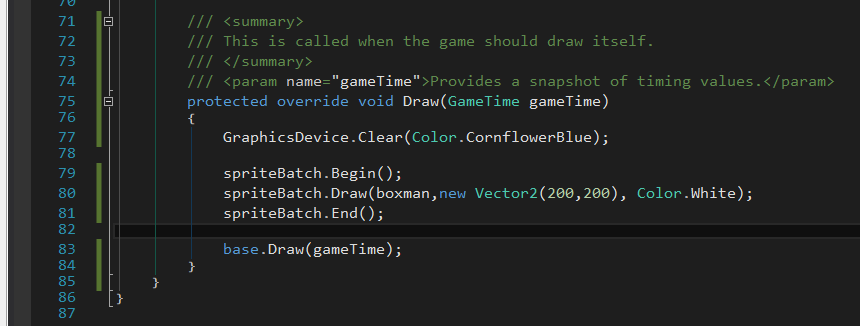 70
71 /// <summary>
72 /// This is called when the game should draw itself.
73 /// </summary>
74 /// <param name="gameTime">Provides a snapshot of timing values.</param>
75 protected override void Draw(GameTime gameTime)
76 {
77 GraphicsDevice.Clear(Color.CornflowerBlue);
78
79 spriteBatch.Begin();
80 spriteBatch.Draw(boxman,new Vector2(200,200), Color.White);
81 spriteBatch.End();
82
83 base.Draw(gameTime);
84 }
85 }
86 }
87